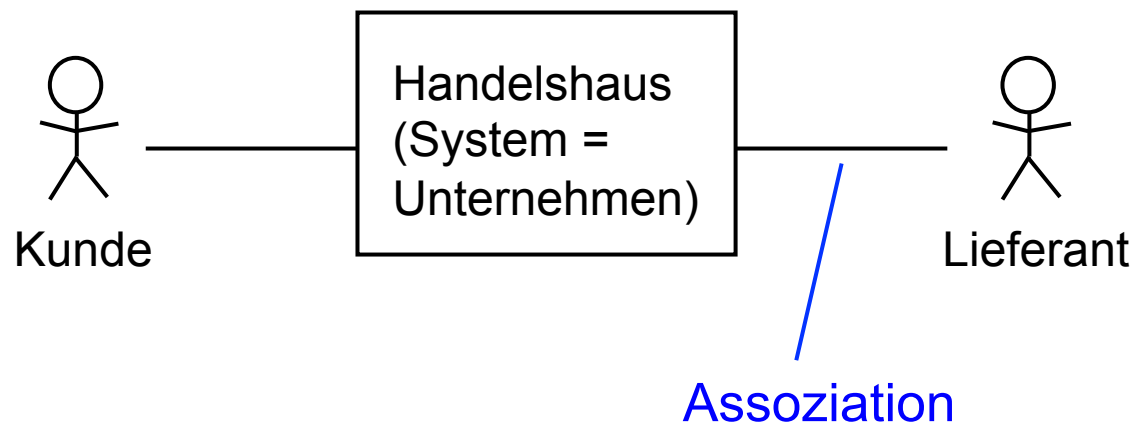 Handelshaus
(System =
Unternehmen)
Kunde
Lieferant
Assoziation